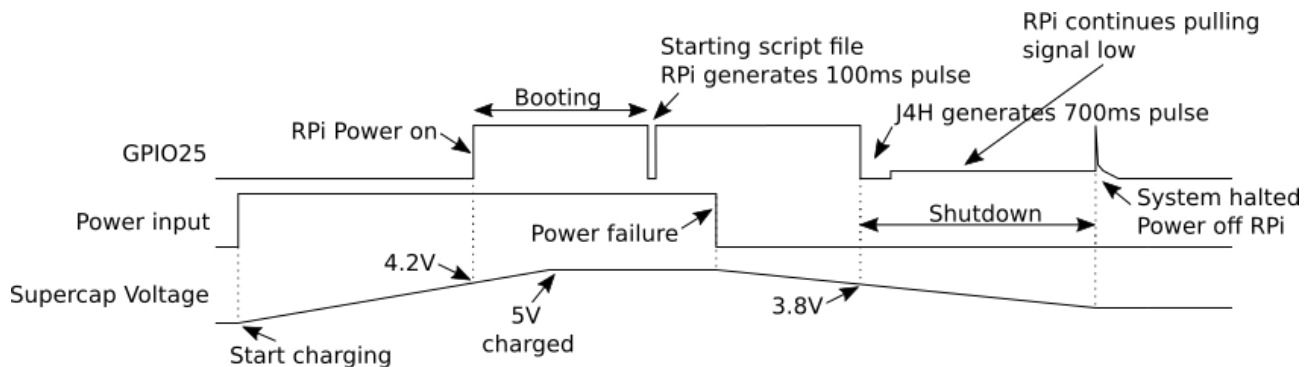 RPi continues pulling
signal low
Starting script file
RPi generates 100ms pulse
Booting
J4H generates 700ms pulse
RPi Power on
GPIO25
System halted
Power off RPi
Power input
Shutdown
Power failure
4.2V
Supercap Voltage
3.8V
5V
charged
Start charging